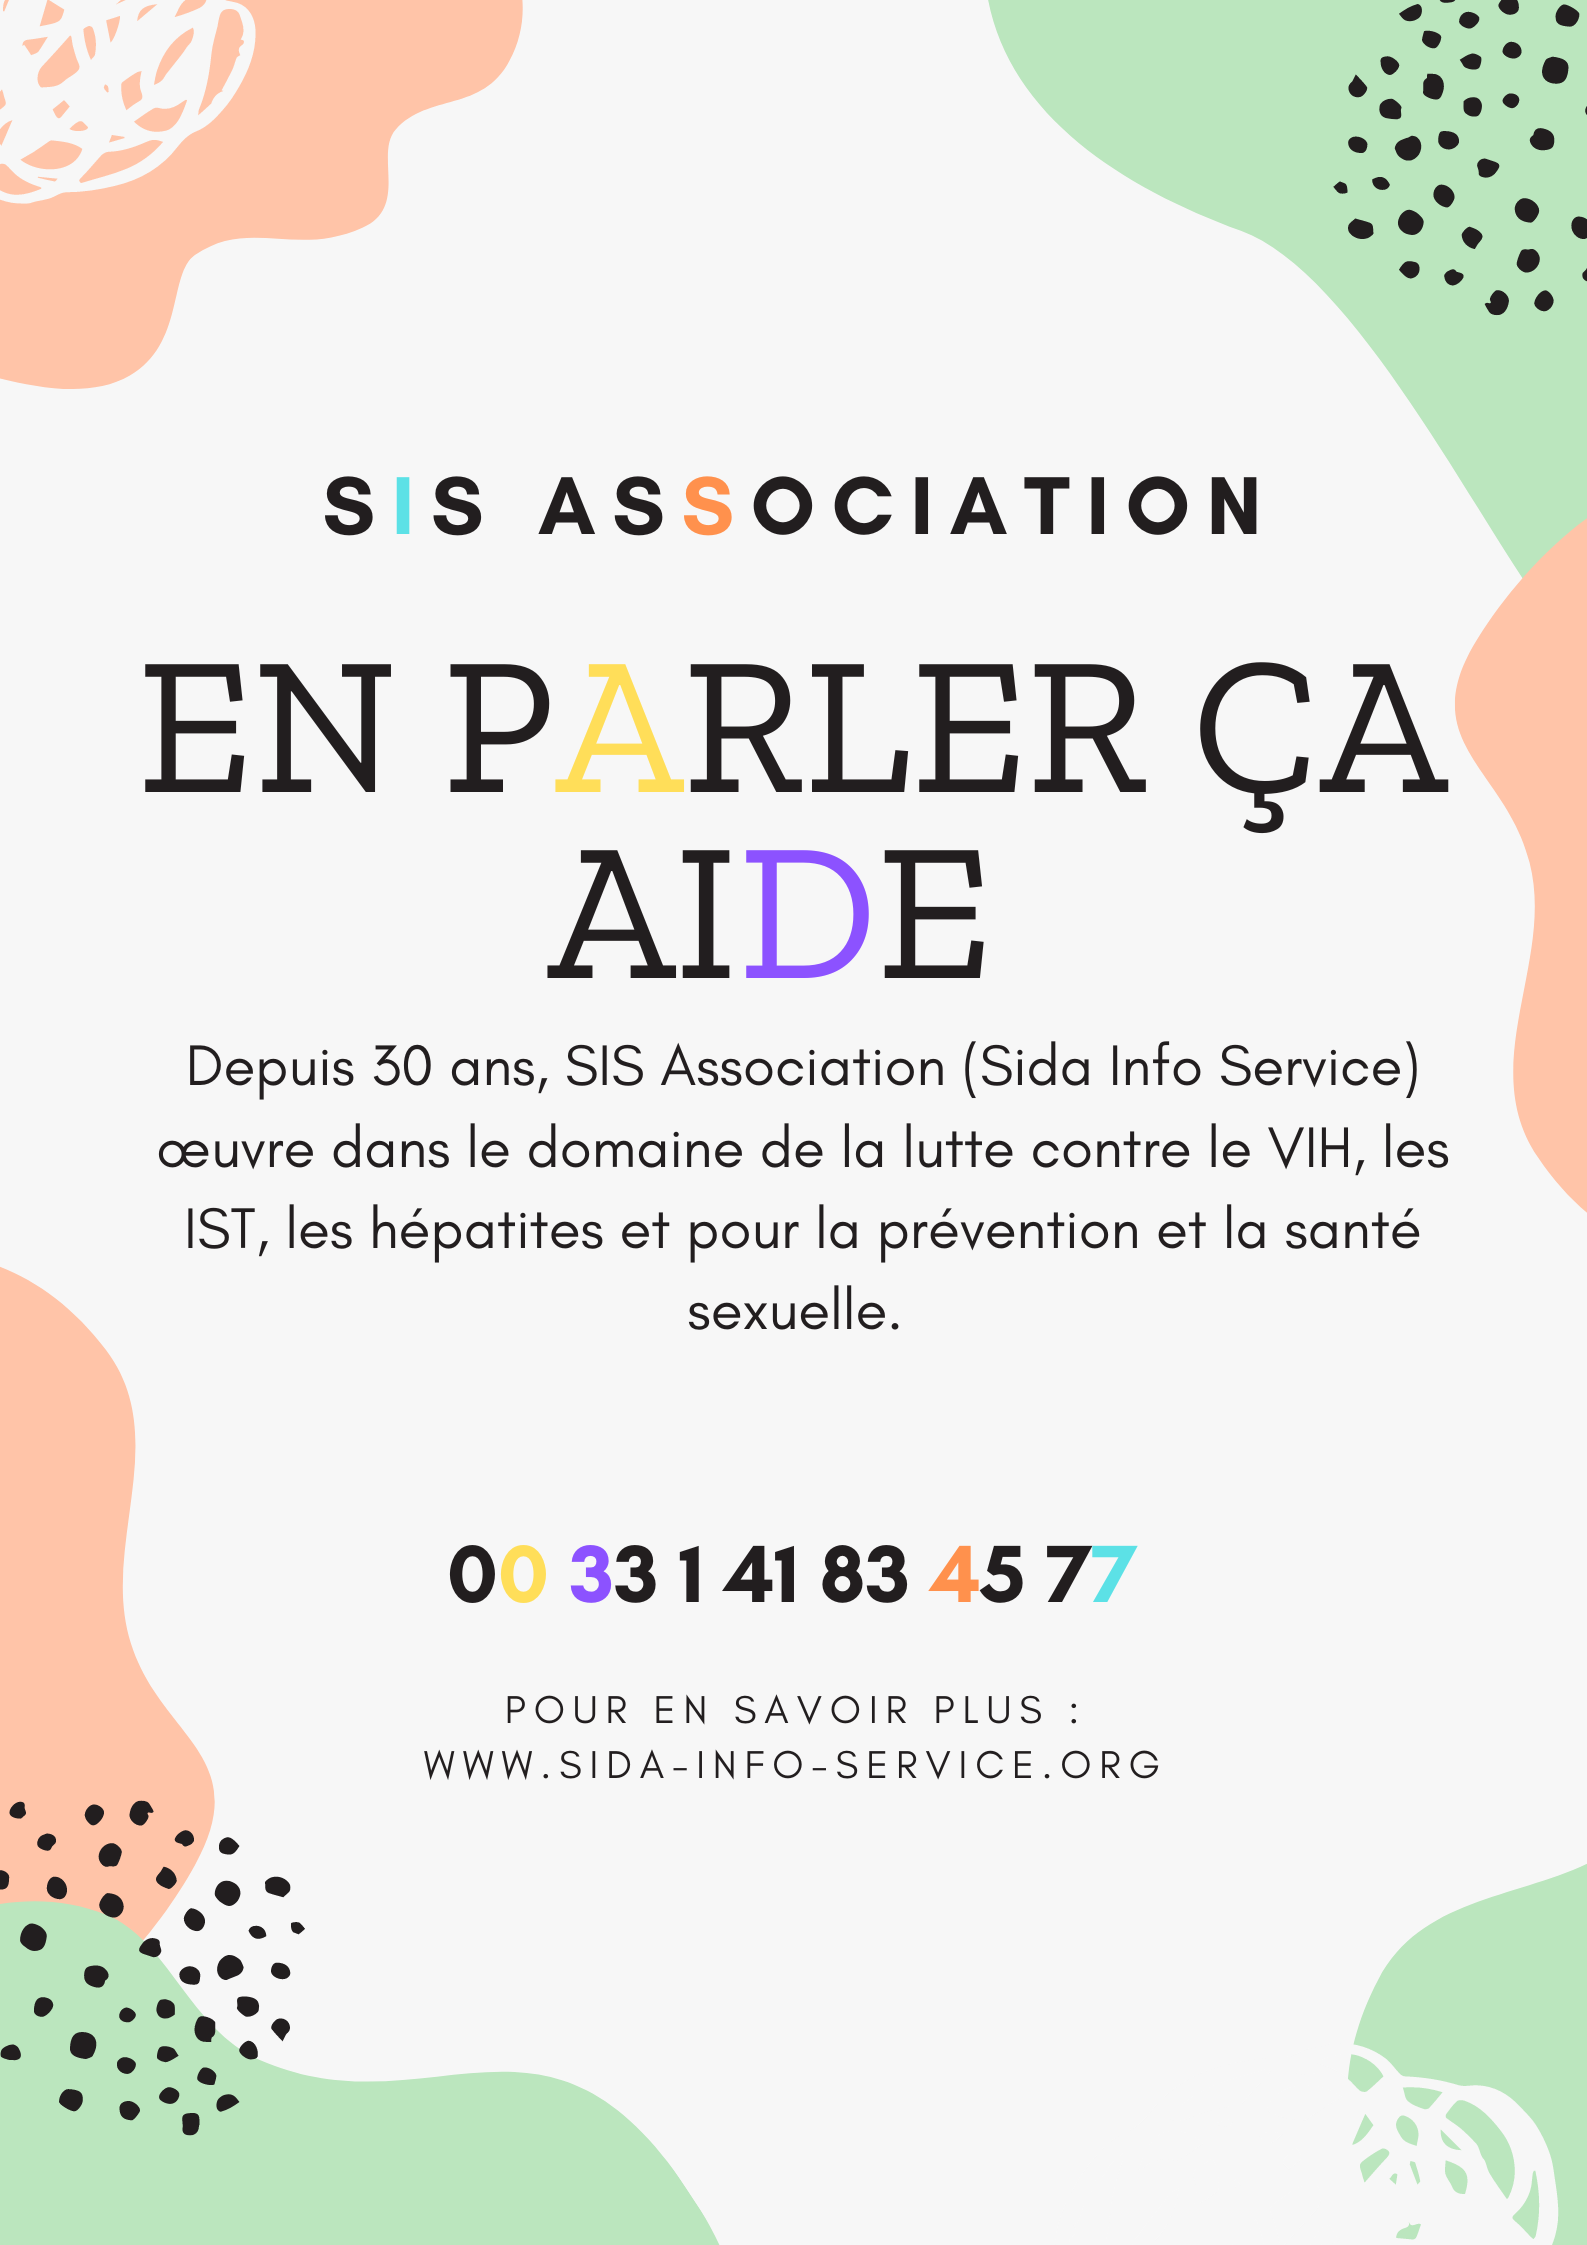 SIS ASSOCIATION
EN PARLER ÇA
AIDE
Depuis 30 ans, SIS Association (Sida Info Service)
œuvre dans le domaine de la lutte contre le VIH, les
IST, les hépatites et pour la prévention et la santé
sexuelle.
00 33 1 41 83 45 77
POUR EN SAVOIR PLUS :
WWW.SIDA-INFO-SERVICE.ORG